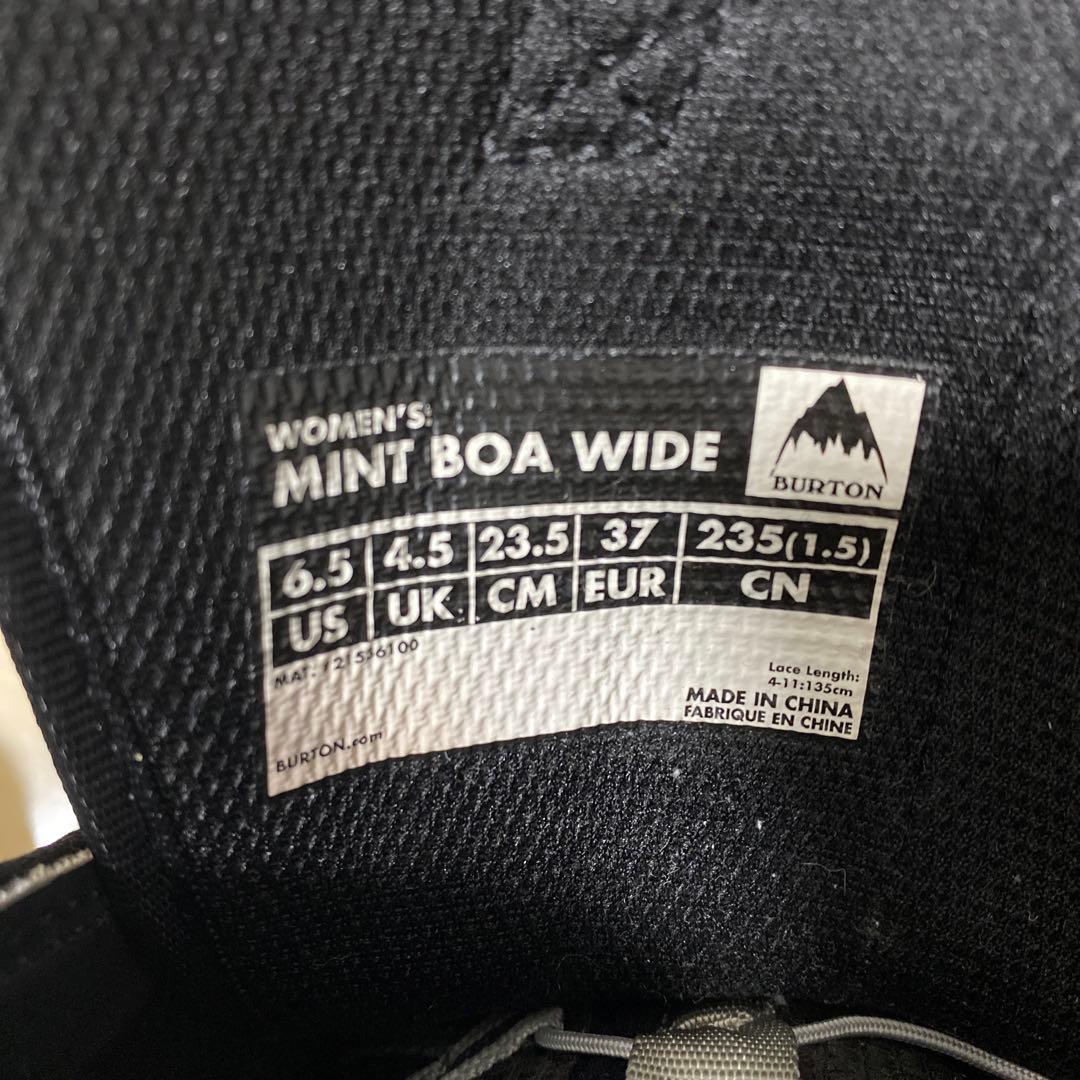 WOMEN'S:
MINT BOA WIDE
BURTON
6.5 4.5 23.5 37 235(1.5)
US UK CM EUR CN
MAT:
Lace Length:
4-11:135cm
MADE IN CHINA
FABRIQUE EN CHINE
BURTON.com